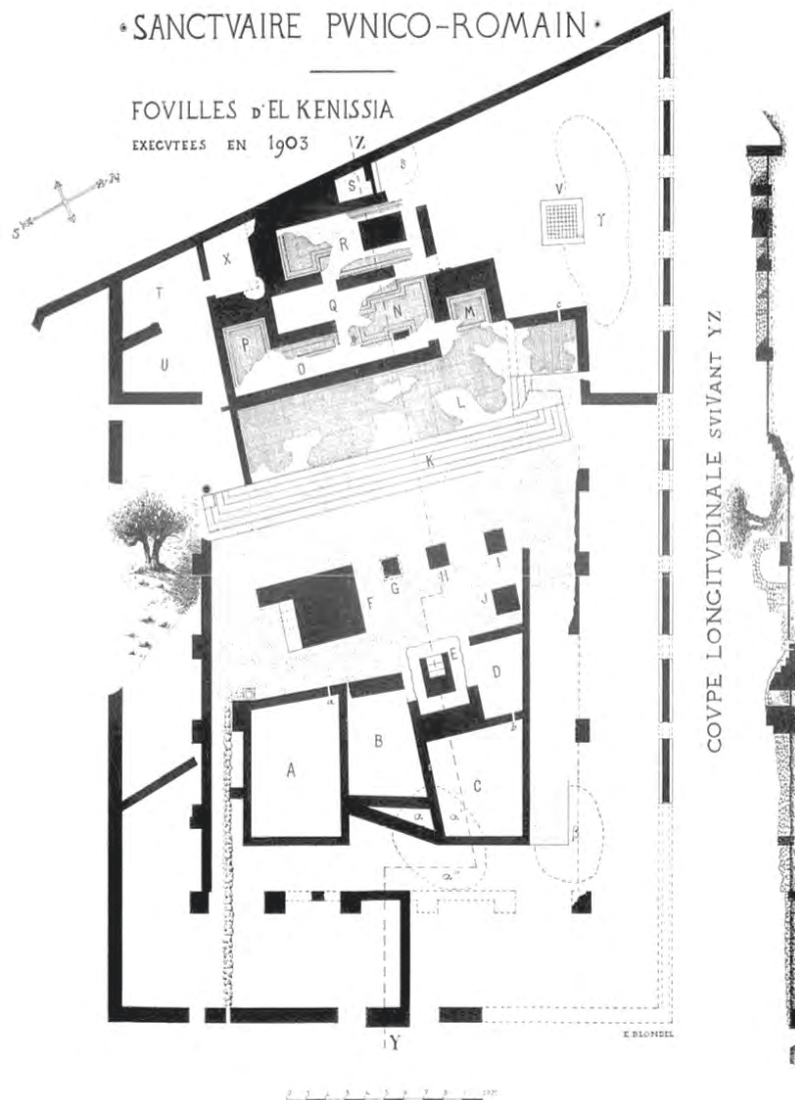 •SANCTVAIRE PVNICO-ROMAIN•
FOVILLES D'EL KENISSIA
EXECVTEES EN 1903
Z
S
S
V
γ
R
X
T
Q
N
M
c
P
O
U
L
K
F
G
H
I
J
E
D
a
b
A
B
C
α
α'
α"
β
Y
E. BLONDEL
COVPE LONGITVDINALE SVIVANT YZ